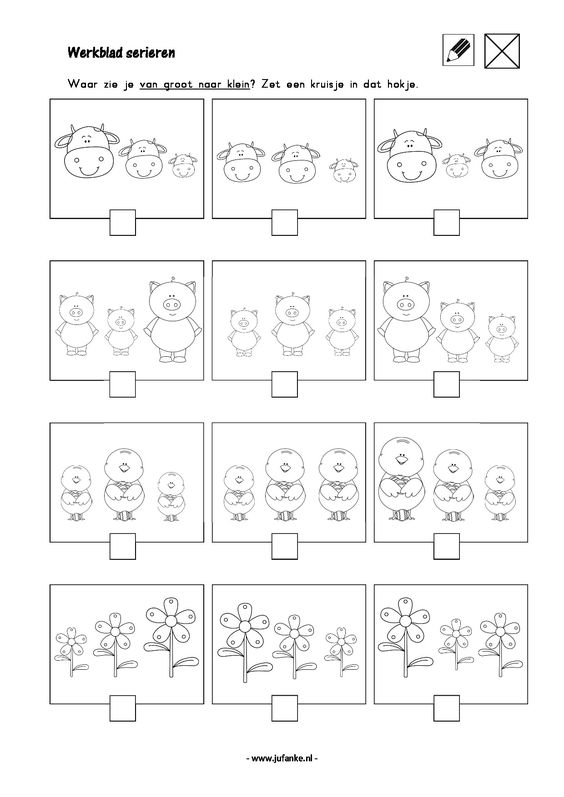 Werkblad serieren
Waar zie je van groot naar klein? Zet een kruisje in dat hokje.
- www.jufanke.nl -